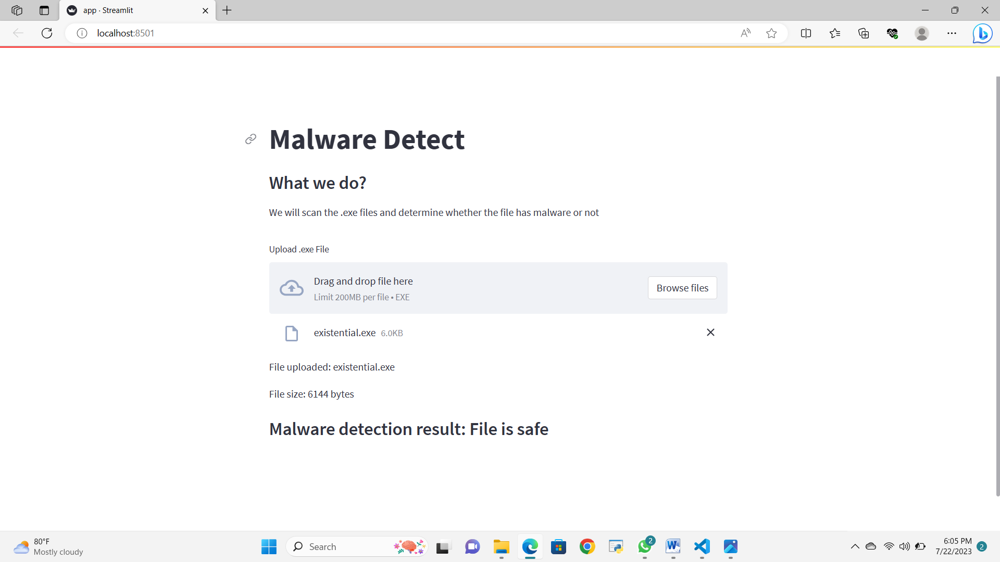 app · Streamlit
localhost:8501
Malware Detect
What we do?
We will scan the .exe files and determine whether the file has malware or not
Upload .exe File
Drag and drop file here
Limit 200MB per file • EXE
Browse files
existential.exe 6.0KB
File uploaded: existential.exe
File size: 6144 bytes
Malware detection result: File is safe
80°F
Mostly cloudy
Search
2
6:05 PM
7/22/2023
2